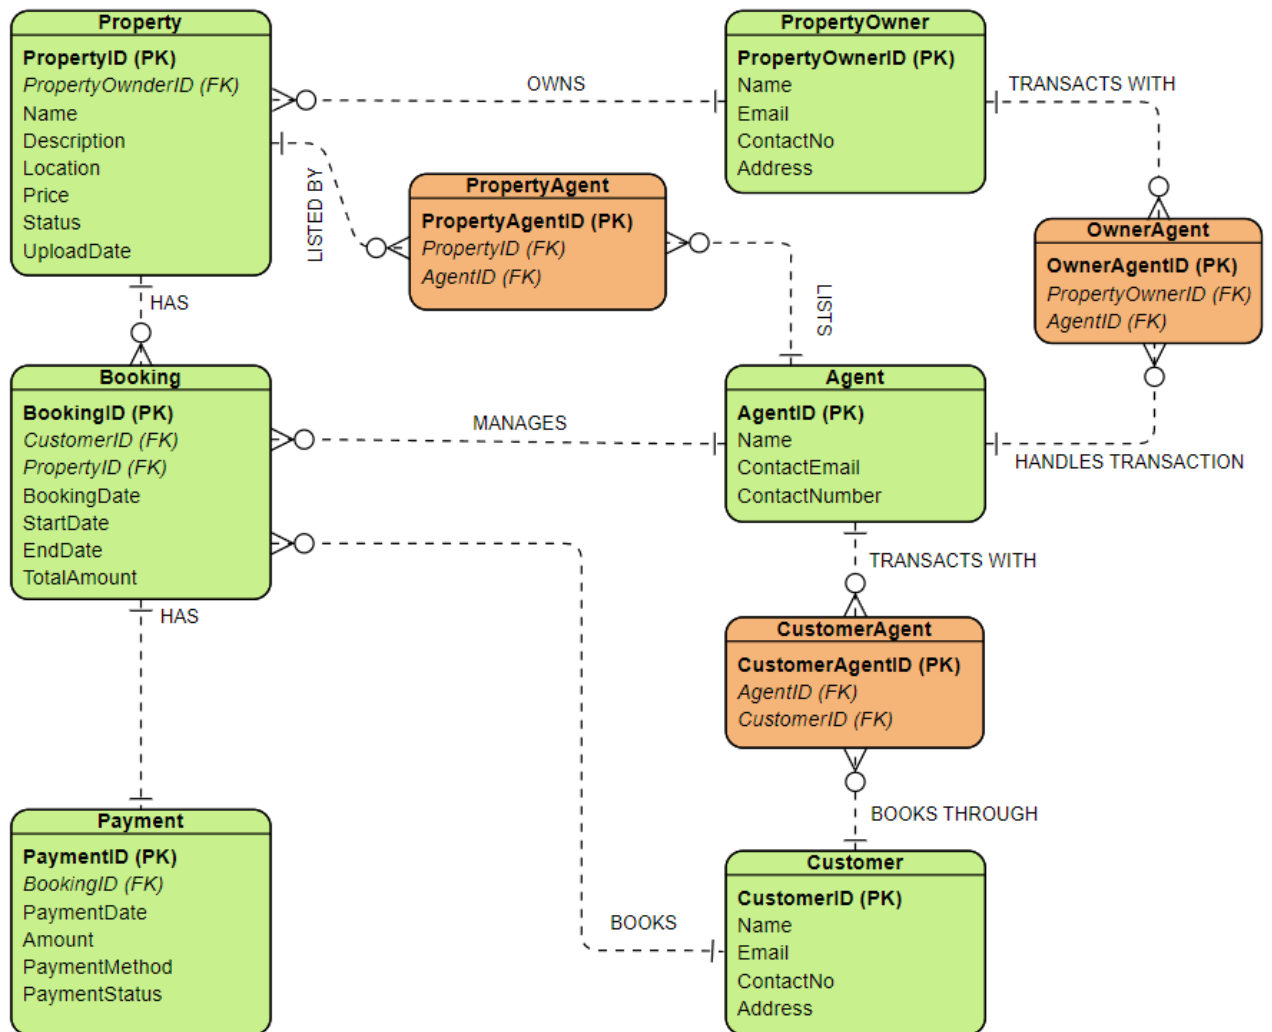 Property
PropertyID (PK)
PropertyOwnderID (FK)
Name
Description
Location
Price
Status
UploadDate
OWNS
PropertyOwner
PropertyOwnerID (PK)
Name
Email
ContactNo
Address
TRANSACTS WITH
LISTED BY
PropertyAgent
PropertyAgentID (PK)
PropertyID (FK)
AgentID (FK)
LISTS
OwnerAgent
OwnerAgentID (PK)
PropertyOwnerID (FK)
AgentID (FK)
HAS
Booking
BookingID (PK)
CustomerID (FK)
PropertyID (FK)
BookingDate
StartDate
EndDate
TotalAmount
MANAGES
Agent
AgentID (PK)
Name
ContactEmail
ContactNumber
HANDLES TRANSACTION
TRANSACTS WITH
HAS
CustomerAgent
CustomerAgentID (PK)
AgentID (FK)
CustomerID (FK)
BOOKS THROUGH
Payment
PaymentID (PK)
BookingID (FK)
PaymentDate
Amount
PaymentMethod
PaymentStatus
BOOKS
Customer
CustomerID (PK)
Name
Email
ContactNo
Address